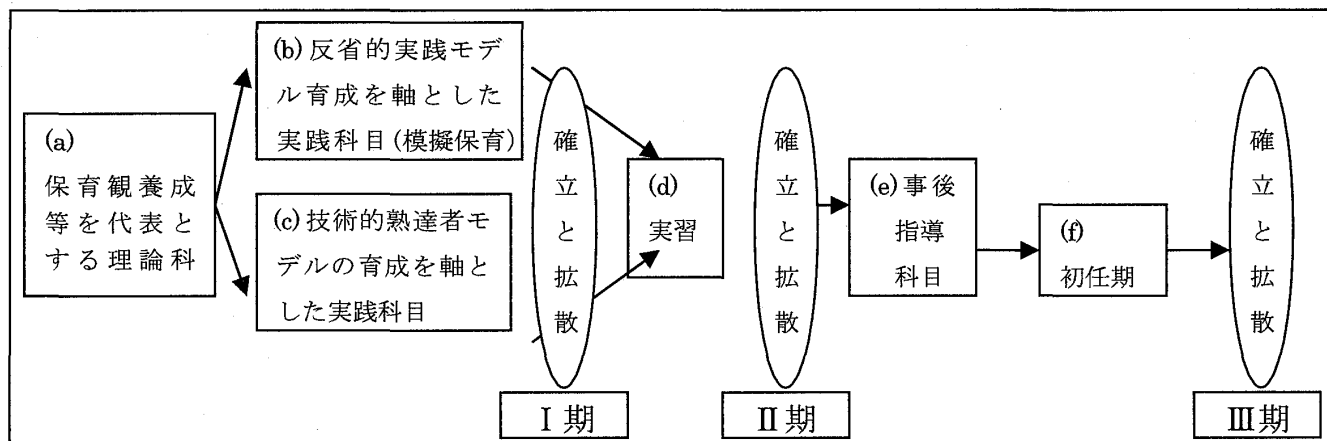 (a)
保育観養成
等を代表と
する理論科
(b)反省的実践モデ
ル育成を軸とした
実践科目(模擬保育)
(c)技術的熟達者モ
デルの育成を軸と
した実践科目
確立と拡散
Ⅰ期
(d)
実習
確立と拡散
Ⅱ期
(e)事後
指導
科目
(f)
初任期
確立と拡散
Ⅲ期